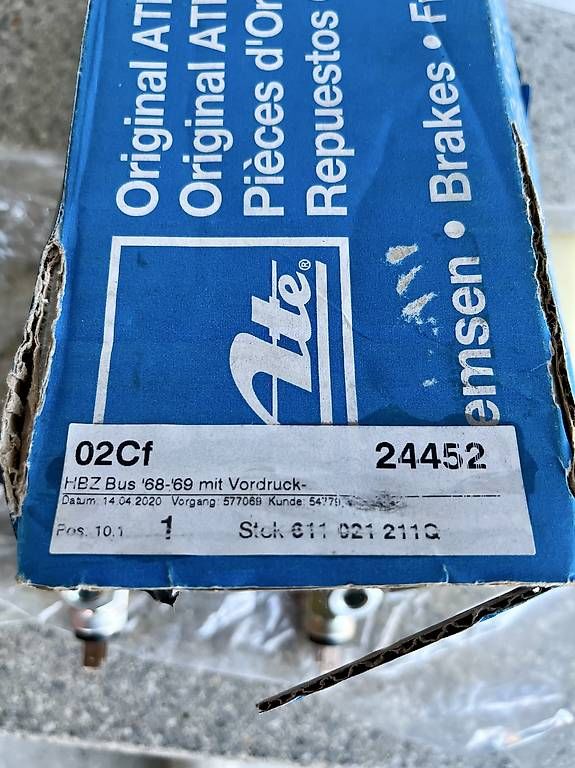 Original ATE
Original ATE
Pièces d'Or
Repuestos
emsen • Brakes • F
Ate®
02Cf 24452
HBZ Bus '68-'69 mit Vordruck-
Datum: 14.04.2020 Vorgang: 577069 Kunde: 54779
Pos. 10,1 1 Stck 611 021 211Q